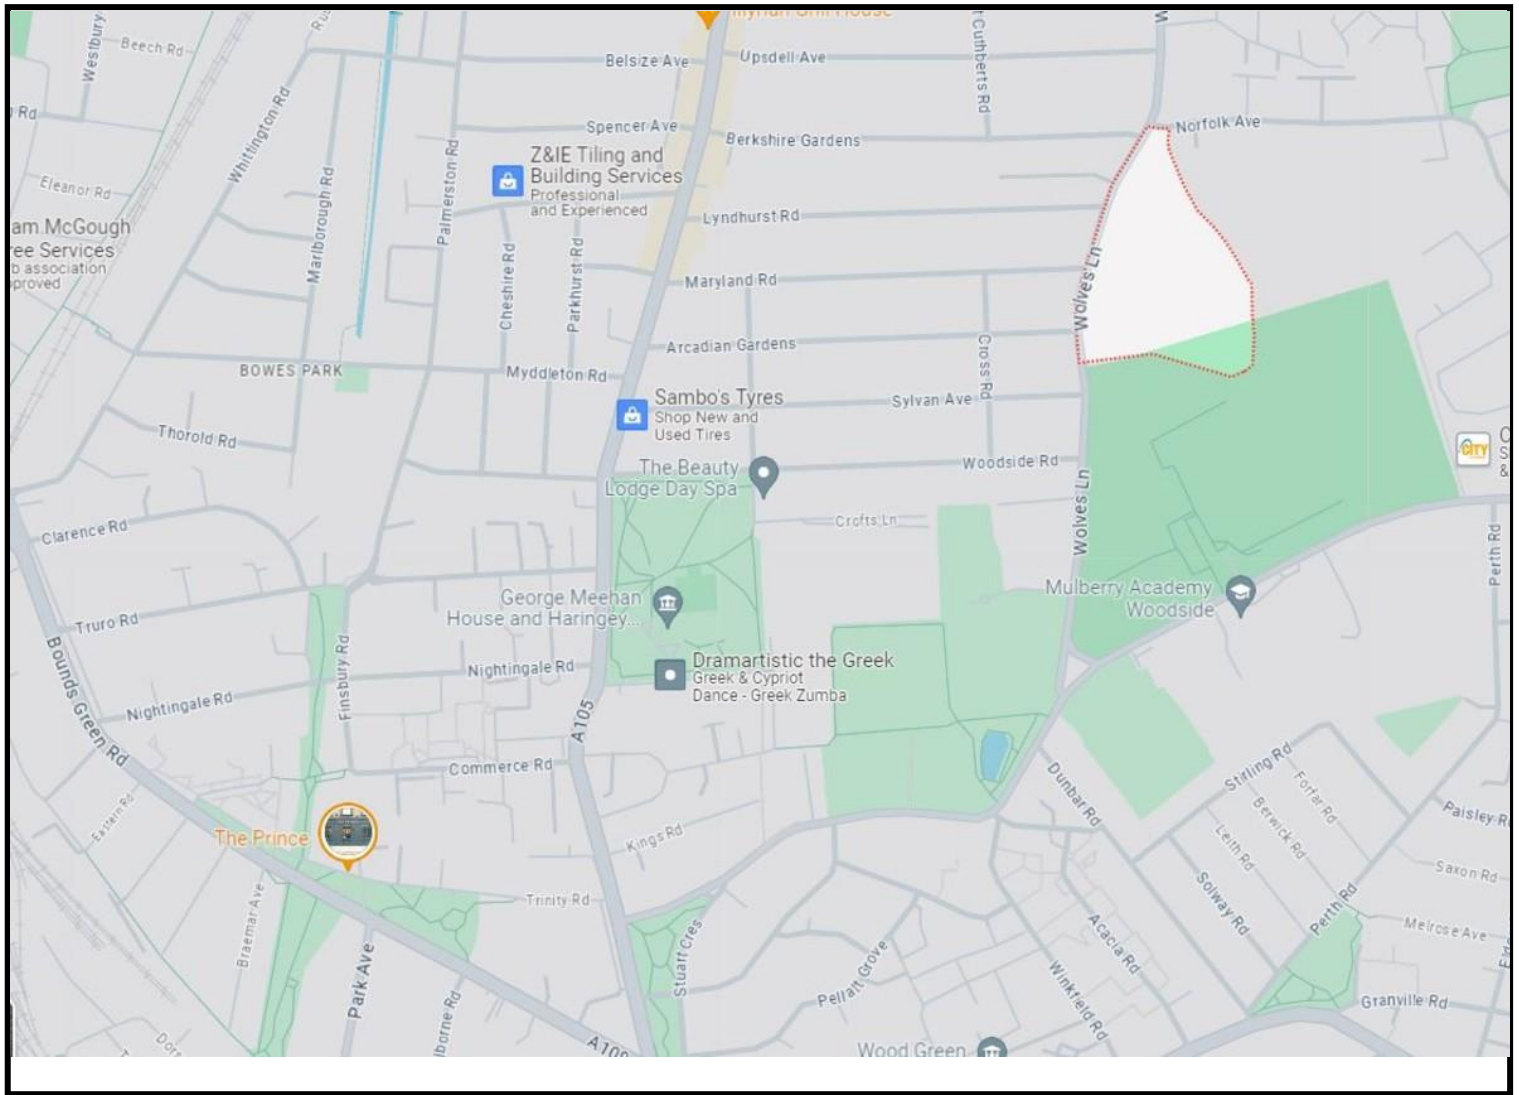 Westbury
Beech Rd
Belsize Ave
Upsdell Ave
Cuthberts Rd
Norfolk Ave
Rd
Whittington Rd
Spencer Ave
Berkshire Gardens
Z&IE Tiling and
Building Services
Professional
and Experienced
Palmerston Rd
Marlborough Rd
Eleanor Rd
am McGough
ee Services
association
proved
Lyndhurst Rd
Cheshire Rd
Parkhurst Rd
Maryland Rd
Wolves Ln
Arcadian Gardens
Cross Rd
BOWES PARK
Myddleton Rd
Sambo's Tyres
Shop New and
Used Tires
Sylvan Ave
Thorold Rd
The Beauty
Lodge Day Spa
Woodside Rd
CITY
Wolves Ln
Crofts Ln
Clarence Rd
Perth Rd
George Meehan
House and Haringey...
Mulberry Academy
Woodside
Truro Rd
Bounds Green Rd
Finsbury Rd
Nightingale Rd
Dramartistic the Greek
Greek & Cypriot
Dance - Greek Zumba
Nightingale Rd
A105
Commerce Rd
Dunbar Rd
Stirling Rd
Forfar Rd
Berwick Rd
Leith Rd
Paisley R
Eastern Rd
The Prince
Kings Rd
Saxon Rd
Solway Rd
Perth Rd
Trinity Rd
Braemar Ave
Park Ave
Stuart Cres
Acacia Rd
Melrose Ave
Pellatt Grove
Winkfield Rd
Granville Rd
lborne Rd
A109
Wood Green